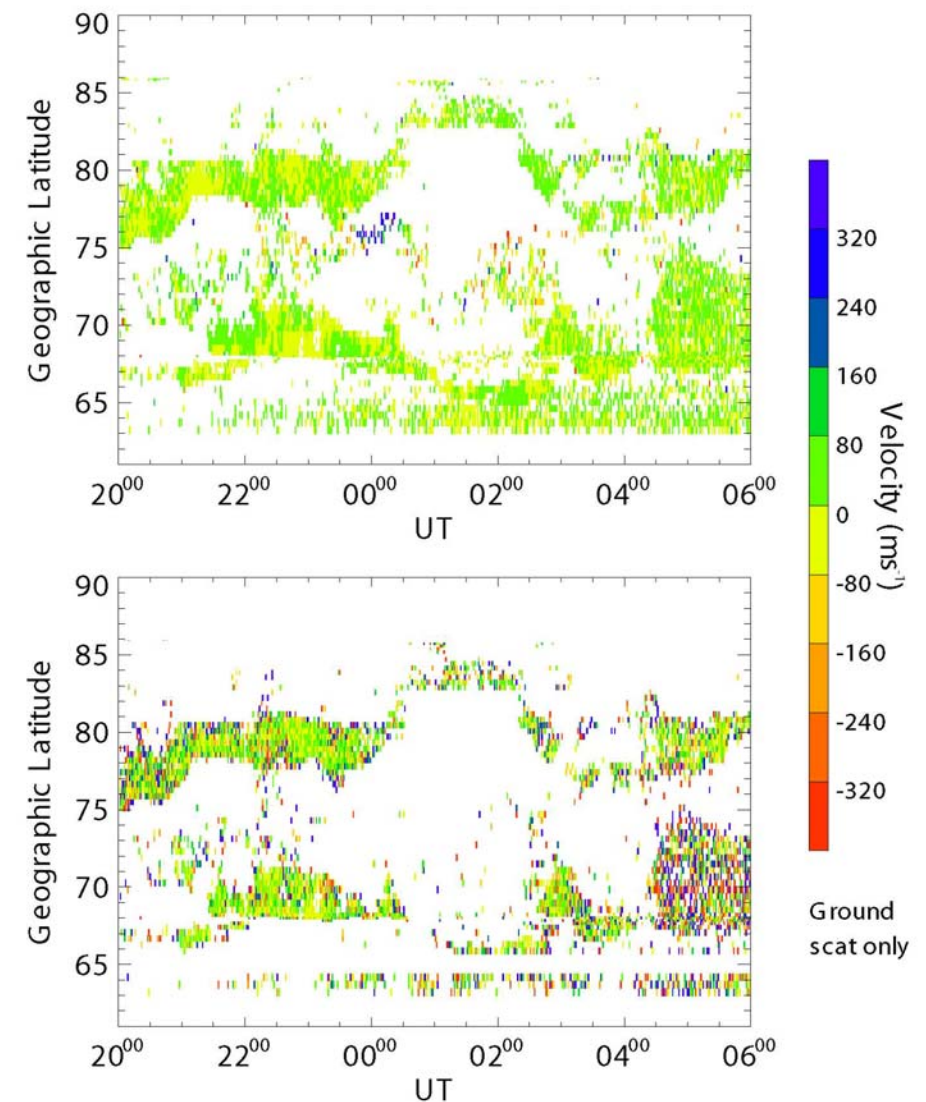 90
85
80
75
70
65
Geographic Latitude
20⁰⁰ 22⁰⁰ 00⁰⁰ 02⁰⁰ 04⁰⁰ 06⁰⁰
UT
320
240
160
80
0
-80
-160
-240
-320
Velocity (ms⁻¹)
Ground
scat only
90
85
80
75
70
65
Geographic Latitude
20⁰⁰ 22⁰⁰ 00⁰⁰ 02⁰⁰ 04⁰⁰ 06⁰⁰
UT